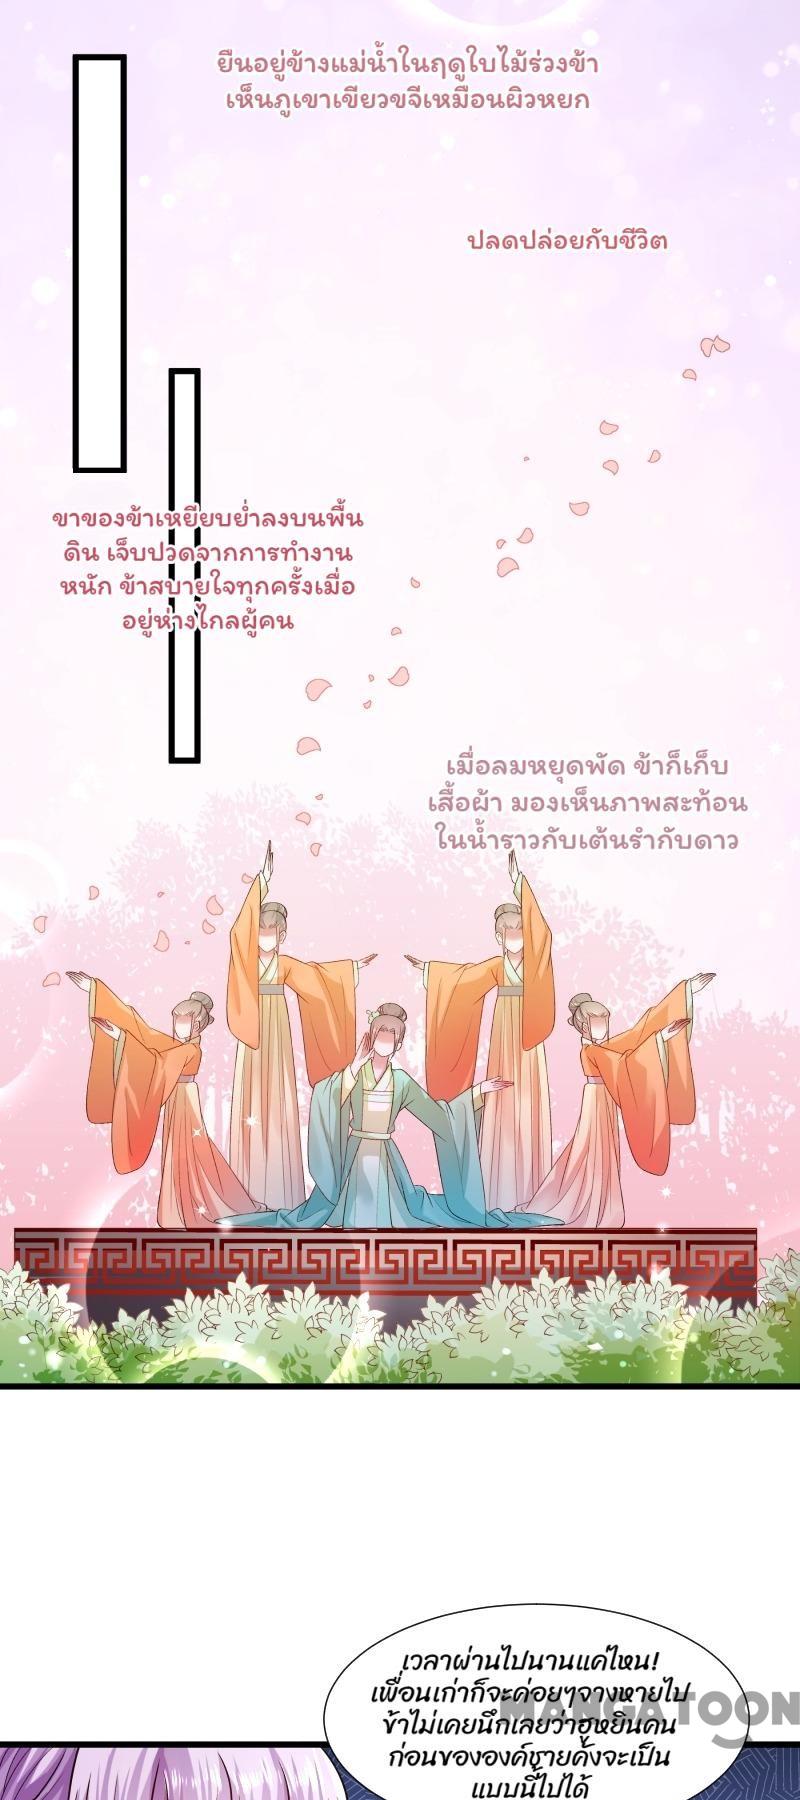 ยืนอยู่ข้างแม่น้ำในฤดูใบไม้ร่วงข้า
เห็นภูเขาเขียวขจีเหมือนผิวหยก
ปลดปล่อยกับชีวิต
ขาของข้าเหยียบย่ำลงบนพื้น
ดิน เจ็บปวดจากการทำงาน
หนัก ข้าสบายใจทุกครั้งเมื่อ
อยู่ห่างไกลผู้คน
เมื่อลมหยุดพัด ข้าก็เก็บ
เสื้อผ้า มองเห็นภาพสะท้อน
ในน้ำราวกับเต้นรำกับดาว
เวลาผ่านไปนานแค่ไหน!
เพื่อนเก่าก็จะค่อยๆจางหายไป
ข้าไม่เคยนึกเลยว่าฮูหยินคน
ก่อนขององค์ชายคังจะเป็น
แบบนี้ไปได้
MANGATOON